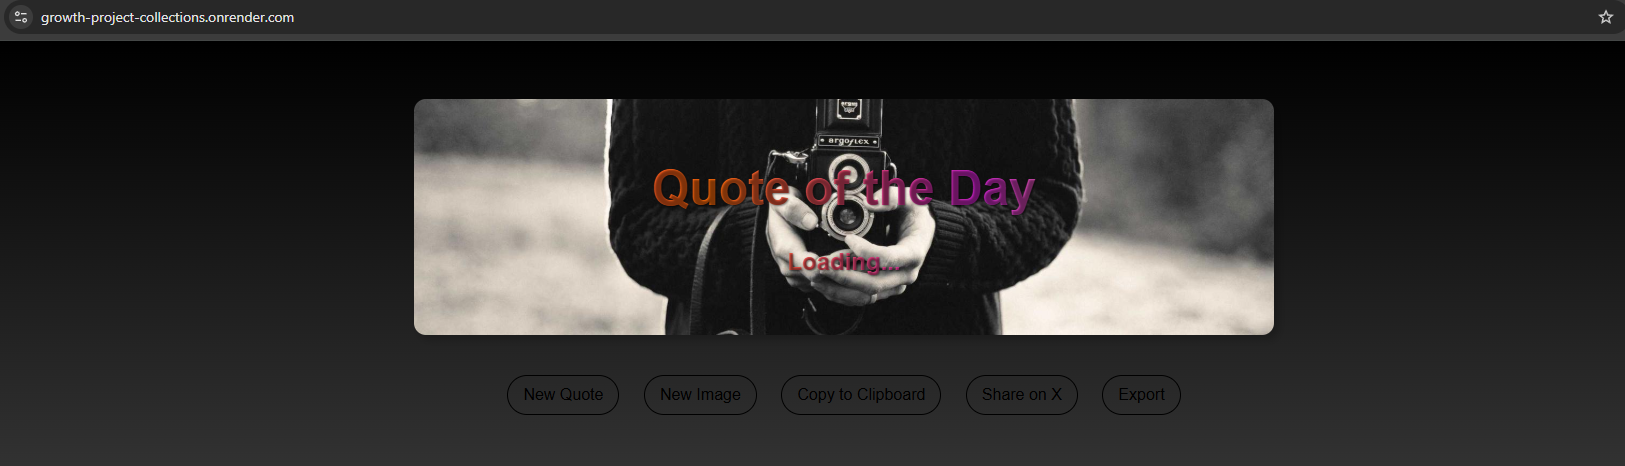 growth-project-collections.onrender.com
argoflex
Quote of the Day
Loading...
New Quote
New Image
Copy to Clipboard
Share on X
Export